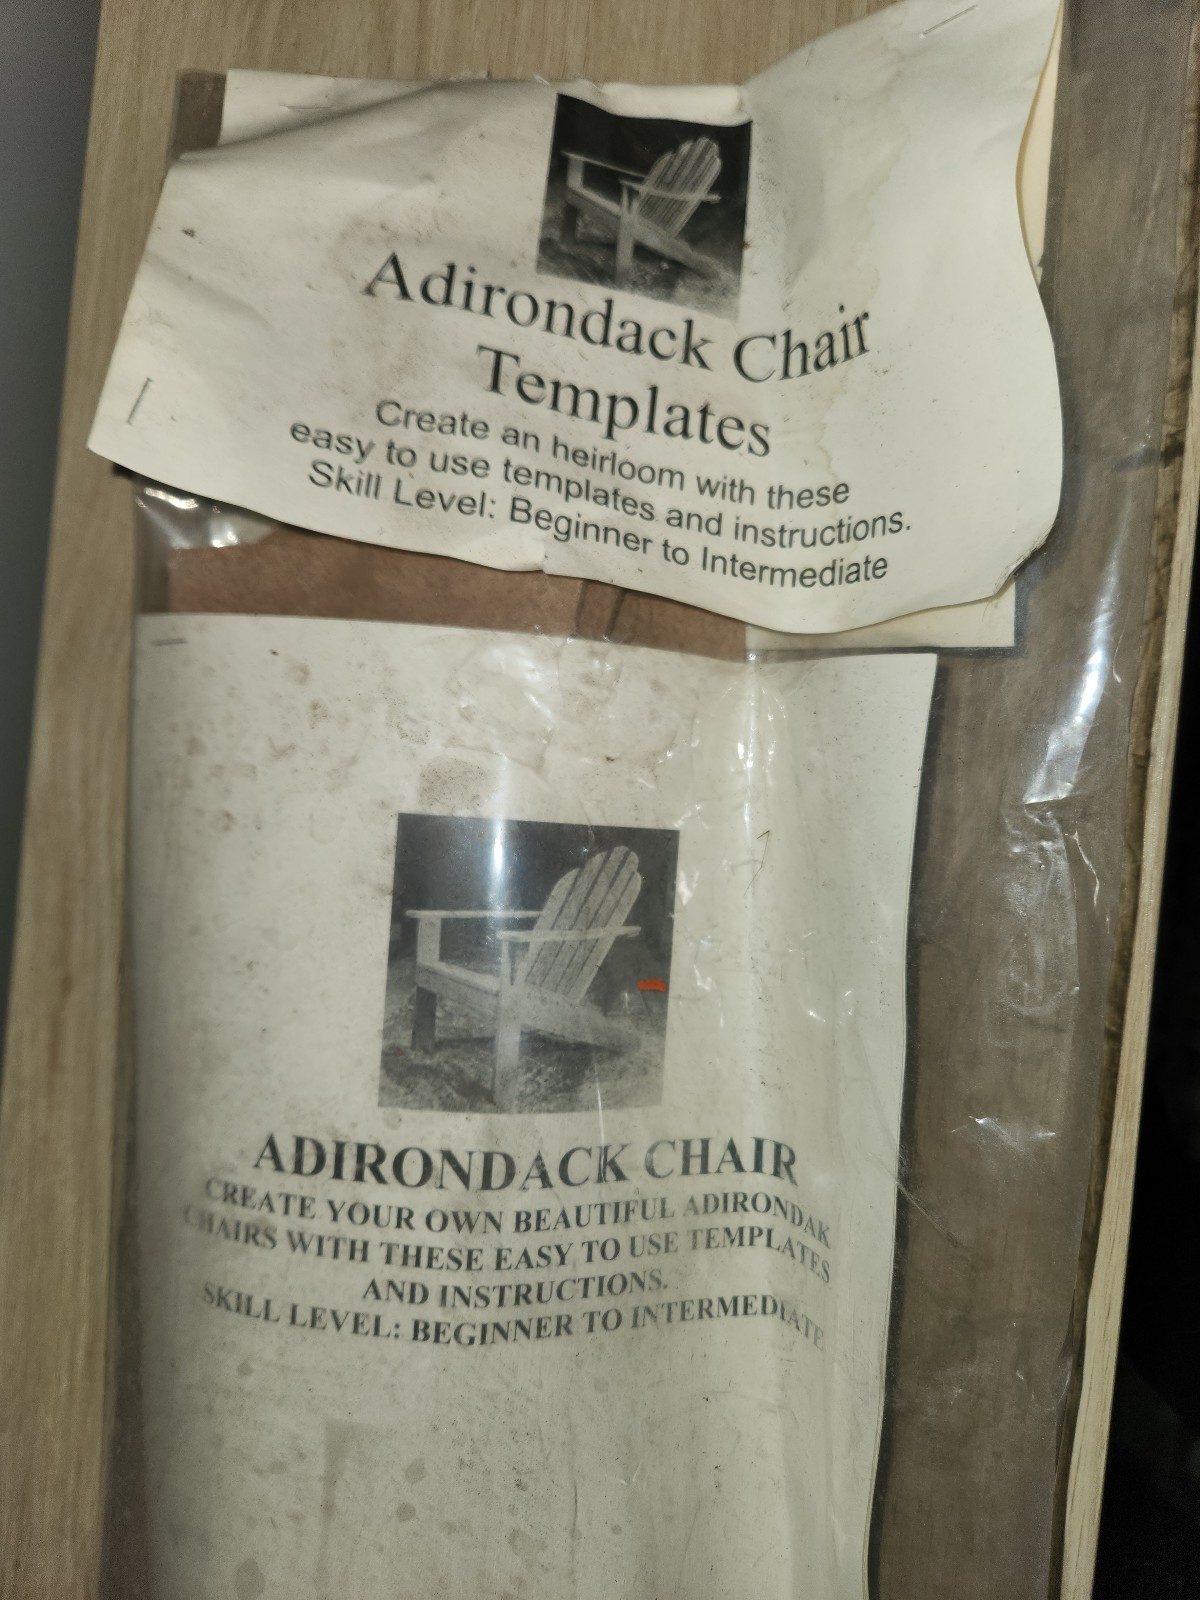 Adirondack Chair
Templates
Create an heirloom with these
easy to use templates and instructions.
Skill Level: Beginner to Intermediate
ADIRONDACK CHAIR
CREATE YOUR OWN BEAUTIFUL ADIRONDAK
CHAIRS WITH THESE EASY TO USE TEMPLATES
AND INSTRUCTIONS.
SKILL LEVEL: BEGINNER TO INTERMEDIATE